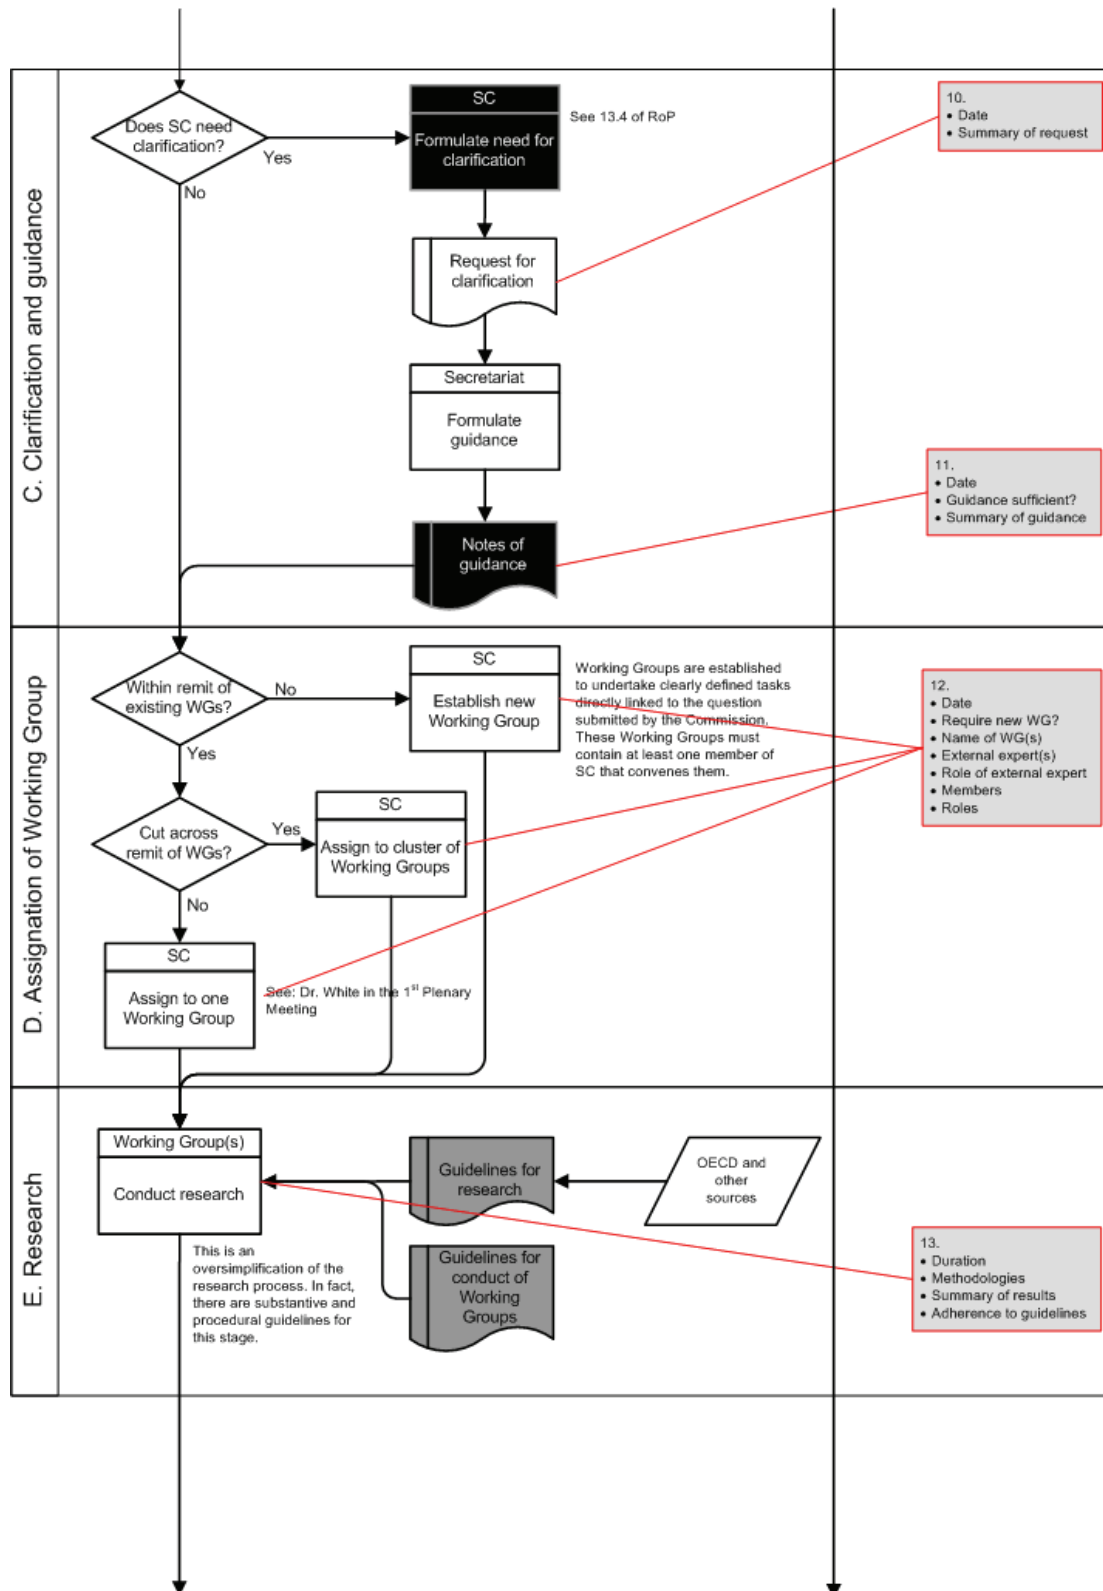 C. Clarification and guidance
Does SC need
clarification?
Yes
No
SC
Formulate need for
clarification
See 13.4 of RoP
Request for
clarification
Secretariat
Formulate
guidance
Notes of
guidance
10.
• Date
• Summary of request
11.
• Date
• Guidance sufficient?
• Summary of guidance
D. Assignation of Working Group
Within remit of
existing WGs?
No
Yes
SC
Establish new
Working Group
Working Groups are established
to undertake clearly defined tasks
directly linked to the question
submitted by the Commission.
These Working Groups must
contain at least one member of
SC that convenes them.
Cut across
remit of WGs?
Yes
No
SC
Assign to cluster of
Working Groups
SC
Assign to one
Working Group
See: Dr. White in the 1st Plenary
Meeting
12.
• Date
• Require new WG?
• Name of WG(s)
• External expert(s)
• Role of external expert
• Members
• Roles
E. Research
Working Group(s)
Conduct research
This is an
oversimplification of the
research process. In fact,
there are substantive and
procedural guidelines for
this stage.
Guidelines for
research
Guidelines for
conduct of
Working
Groups
OECD and
other
sources
13.
• Duration
• Methodologies
• Summary of results
• Adherence to guidelines